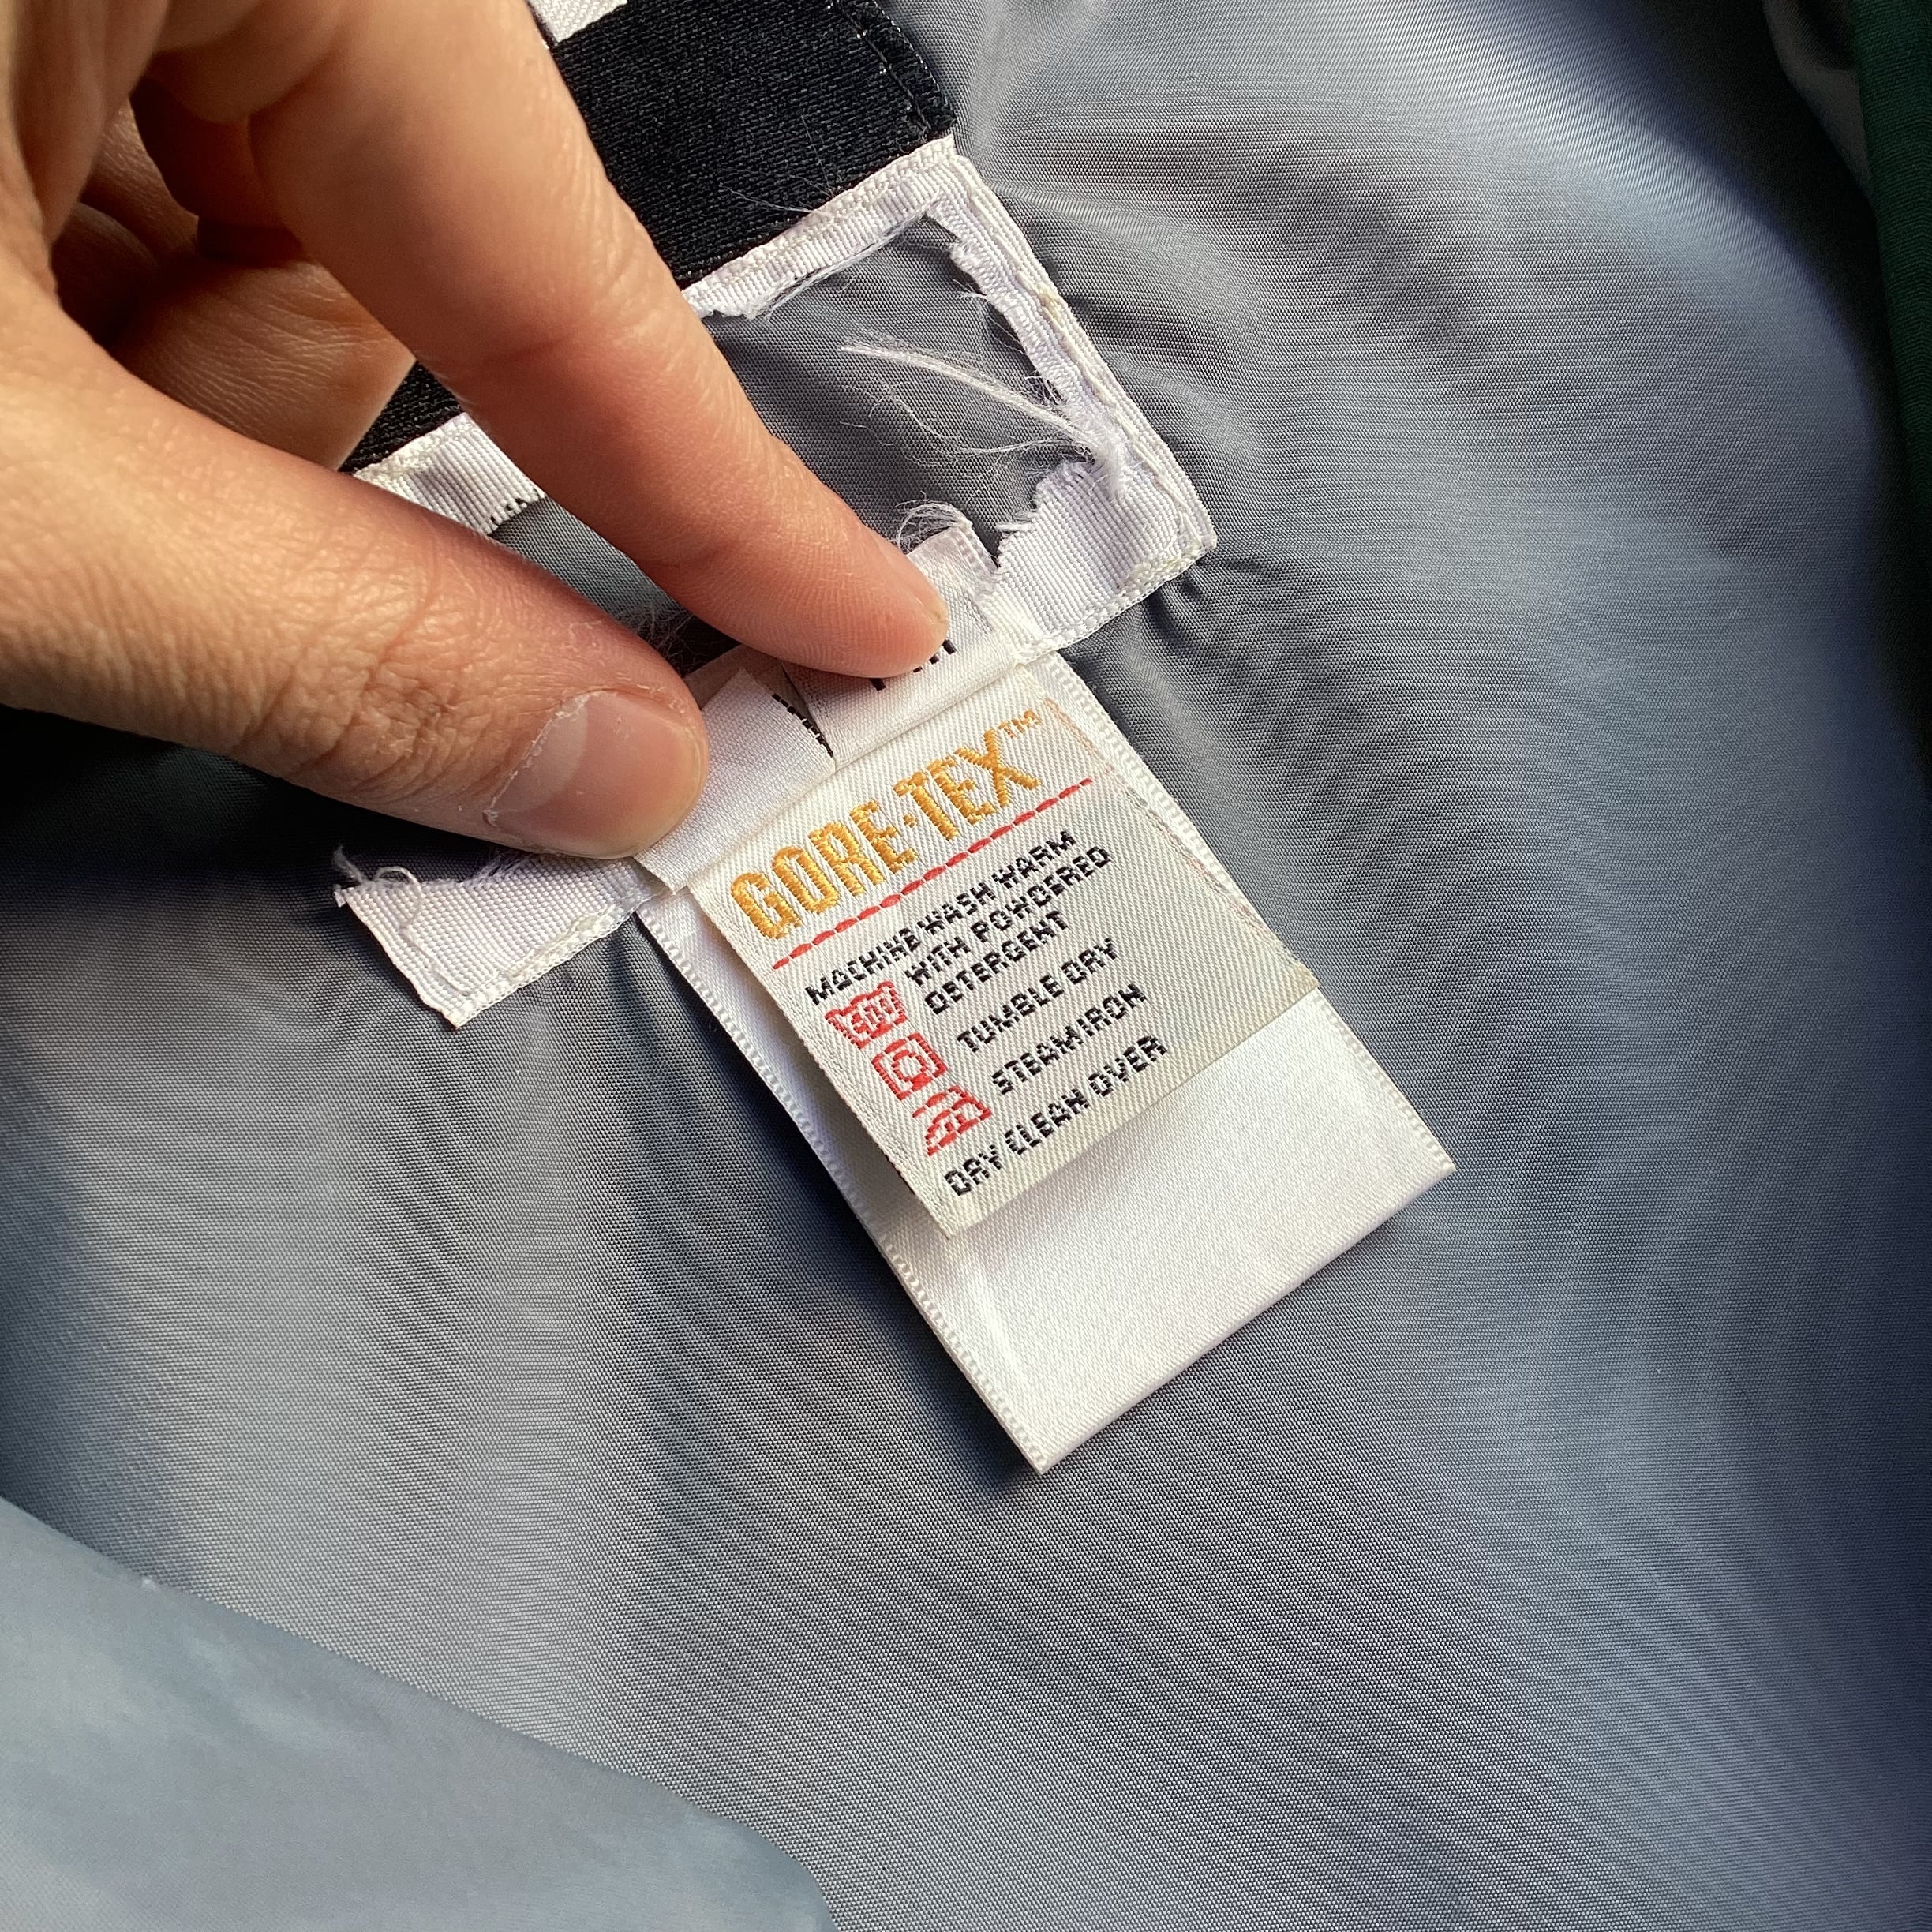 GORE-TEX™
MACHINE WASH WARM
WITH POWDERED
DETERGENT
TUMBLE DRY
STEAM IRON
DRY CLEAN OVER